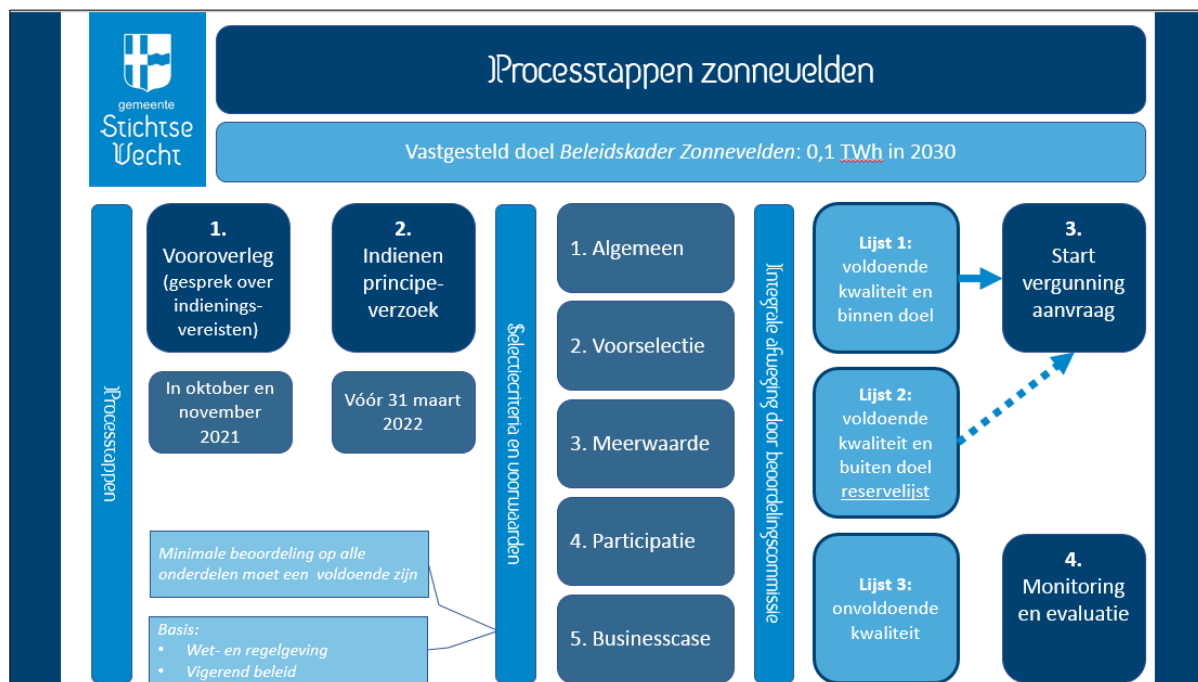 gemeente
Stichtse
Vecht
Processtappen zonnevelden
Vastgesteld doel Beleidskader Zonnevelden: 0,1 TWh in 2030
Processtappen
1.
Vooroverleg
(gesprek over
indienings-
vereisten)
In oktober en
november
2021
2.
Indienen
principe-
verzoek
Vóór 31 maart
2022
Minimale beoordeling op alle
onderdelen moet een voldoende zijn
Basis:
• Wet- en regelgeving
• Vigerend beleid
Selectiecriteria en voorwaarden
1. Algemeen
2. Voorselectie
3. Meerwaarde
4. Participatie
5. Businesscase
Integrale afweging door beoordelingscommissie
Lijst 1:
voldoende
kwaliteit en
binnen doel
Lijst 2:
voldoende
kwaliteit en
buiten doel
reservelijst
Lijst 3:
onvoldoende
kwaliteit
3.
Start
vergunning
aanvraag
4.
Monitoring
en evaluatie